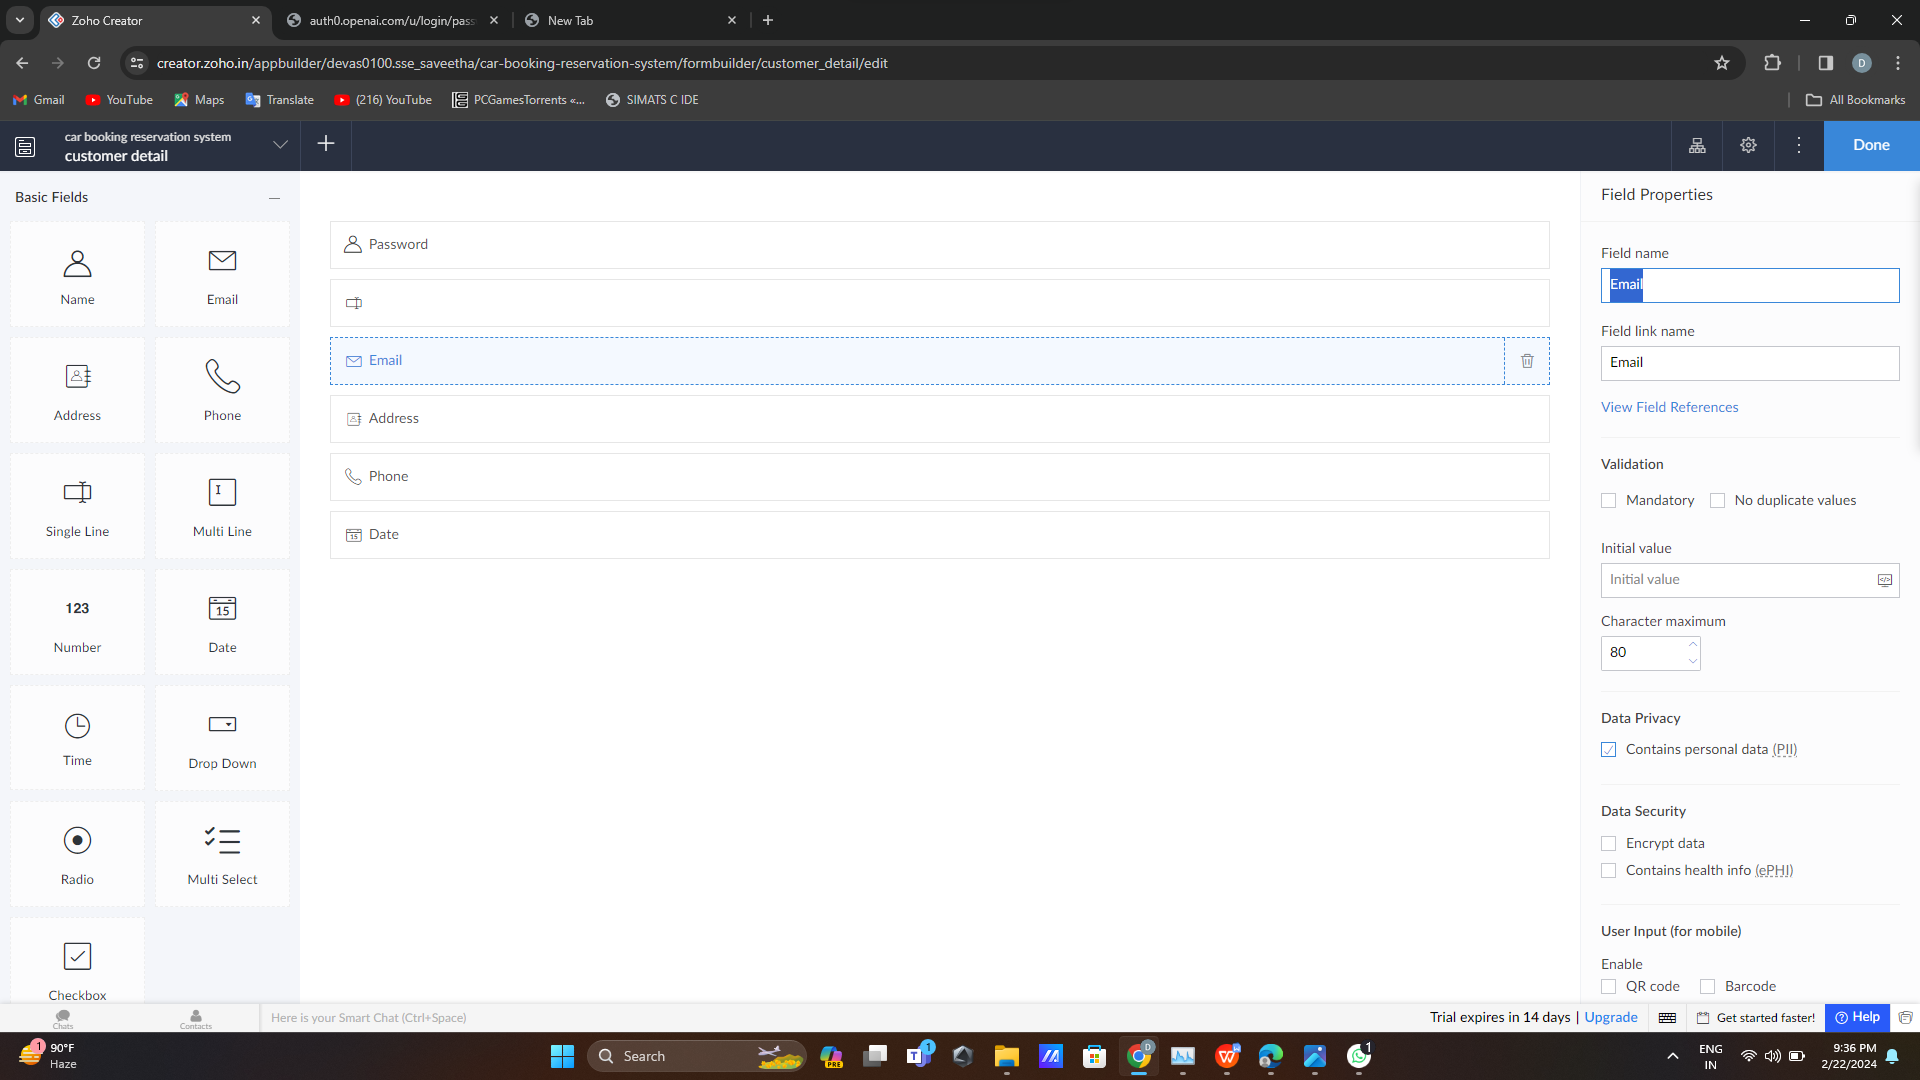 Zoho Creator
auth0.openai.com/u/login/pass
New Tab
creator.zoho.in/appbuilder/devas0100.sse_saveetha/car-booking-reservation-system/formbuilder/customer_detail/edit
D
Gmail
YouTube
Maps
Translate
(216) YouTube
PCGamesTorrents «...
SIMATS C IDE
All Bookmarks
car booking reservation system
customer detail
Done
Basic Fields
Name
Email
Address
Phone
Single Line
Multi Line
123
Number
15
Date
Time
Drop Down
Radio
Multi Select
Checkbox
Password
Email
Address
Phone
15
Date
Field Properties
Field name
Email
Field link name
Email
View Field References
Validation
Mandatory
No duplicate values
Initial value
Initial value
Character maximum
80
Data Privacy
Contains personal data (PII)
Data Security
Encrypt data
Contains health info (ePHI)
User Input (for mobile)
Enable
QR code
Barcode
Chats
Contacts
Here is your Smart Chat (Ctrl+Space)
Trial expires in 14 days | Upgrade
Get started faster!
Help
1
90°F
Haze
Search
PRE
1
D
1
ENG
IN
9:36 PM
2/22/2024